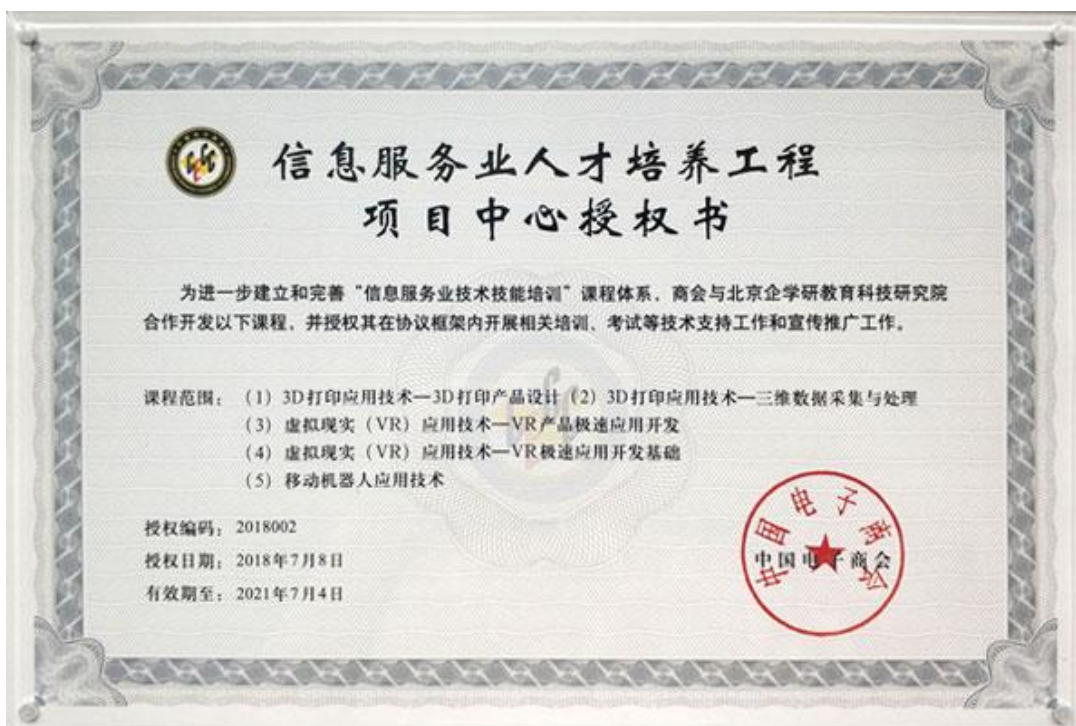 信息服务业人才培养工程
项目中心授权书
为进一步建立和完善“信息服务业技术技能培训”课程体系，商会与北京企学研教育科技研究院
合作开发以下课程，并授权其在协议框架内开展相关培训、考试等技术支持工作和宣传推广工作。
课程范围：（1）3D打印应用技术—3D打印产品设计（2）3D打印应用技术—三维数据采集与处理
（3）虚拟现实（VR）应用技术—VR产品极速应用开发
（4）虚拟现实（VR）应用技术—VR极速应用开发基础
（5）移动机器人应用技术
授权编码：2018002
授权日期：2018年7月8日
有效期至：2021年7月4日
中国电子商会
中国电子商会